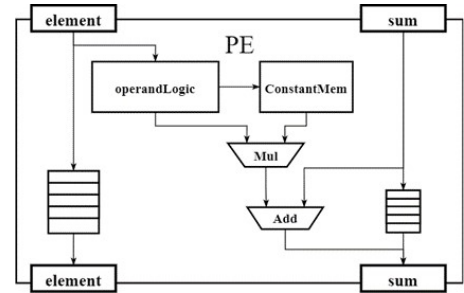 element
sum
PE
operandLogic
ConstantMem
Mul
Add
element
sum